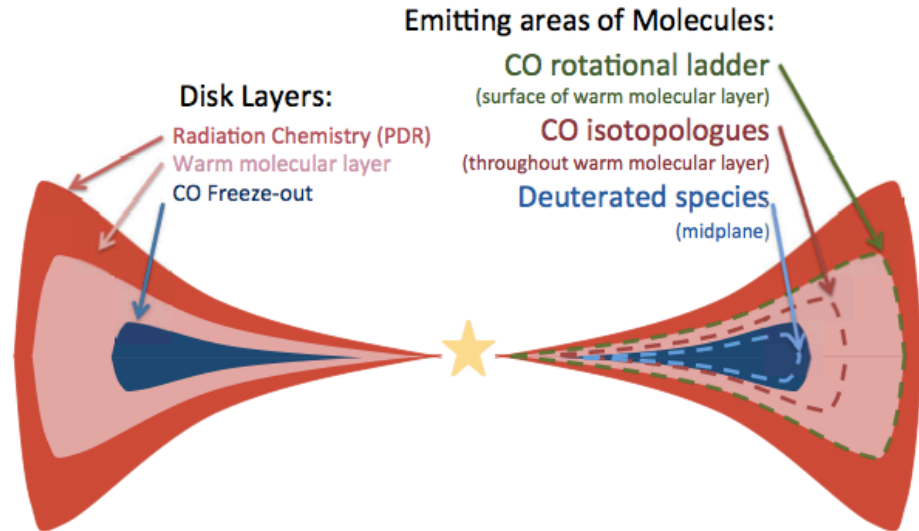 Disk Layers:
Radiation Chemistry (PDR)
Warm molecular layer
CO Freeze-out
Emitting areas of Molecules:
CO rotational ladder
(surface of warm molecular layer)
CO isotopologues
(throughout warm molecular layer)
Deuterated species
(midplane)